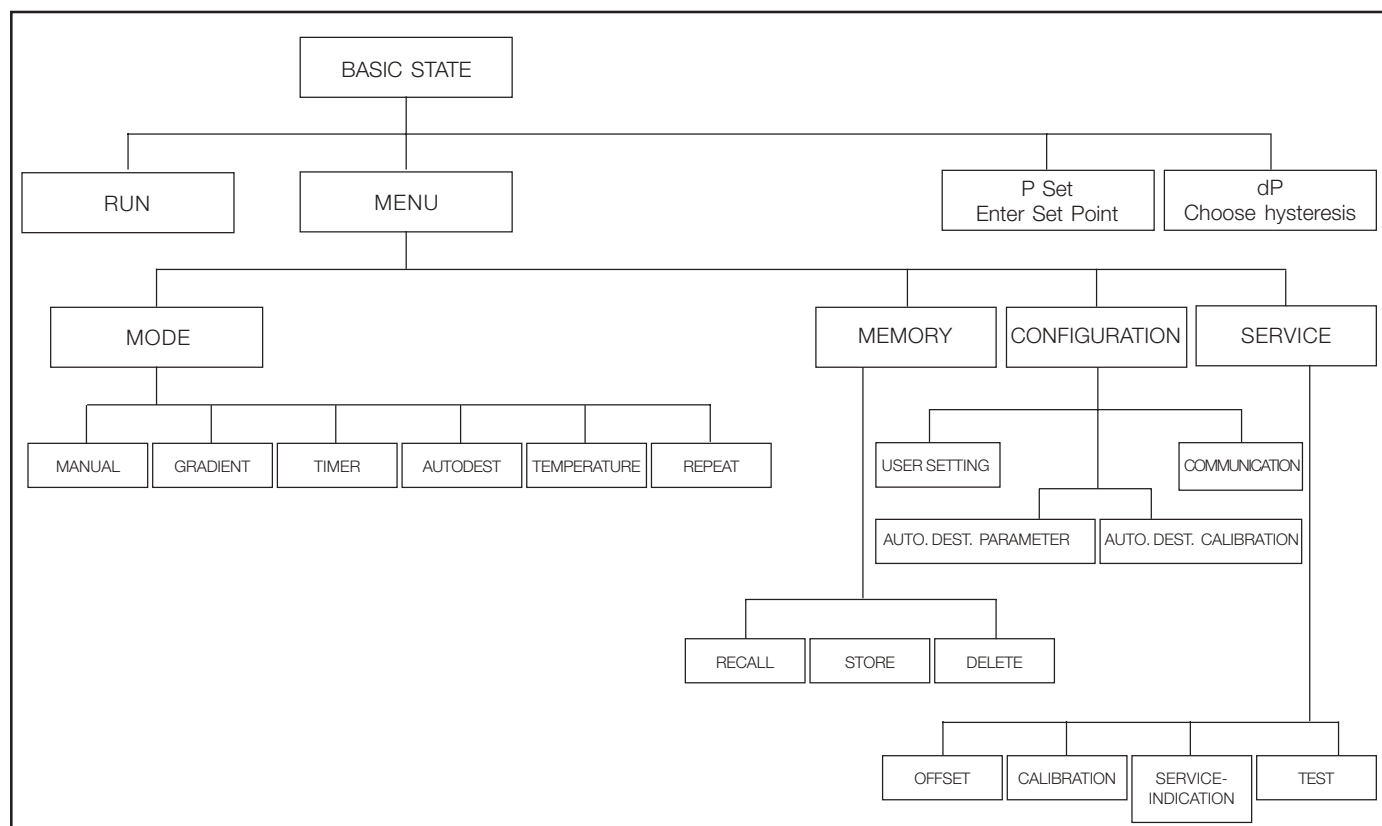 BASIC STATE
RUN
MENU
P Set
Enter Set Point
dP
Choose hysteresis
MODE
MEMORY
CONFIGURATION
SERVICE
MANUAL
GRADIENT
TIMER
AUTODEST
TEMPERATURE
REPEAT
USER SETTING
COMMUNICATION
AUTO. DEST. PARAMETER
AUTO. DEST. CALIBRATION
RECALL
STORE
DELETE
OFFSET
CALIBRATION
SERVICE-
INDICATION
TEST